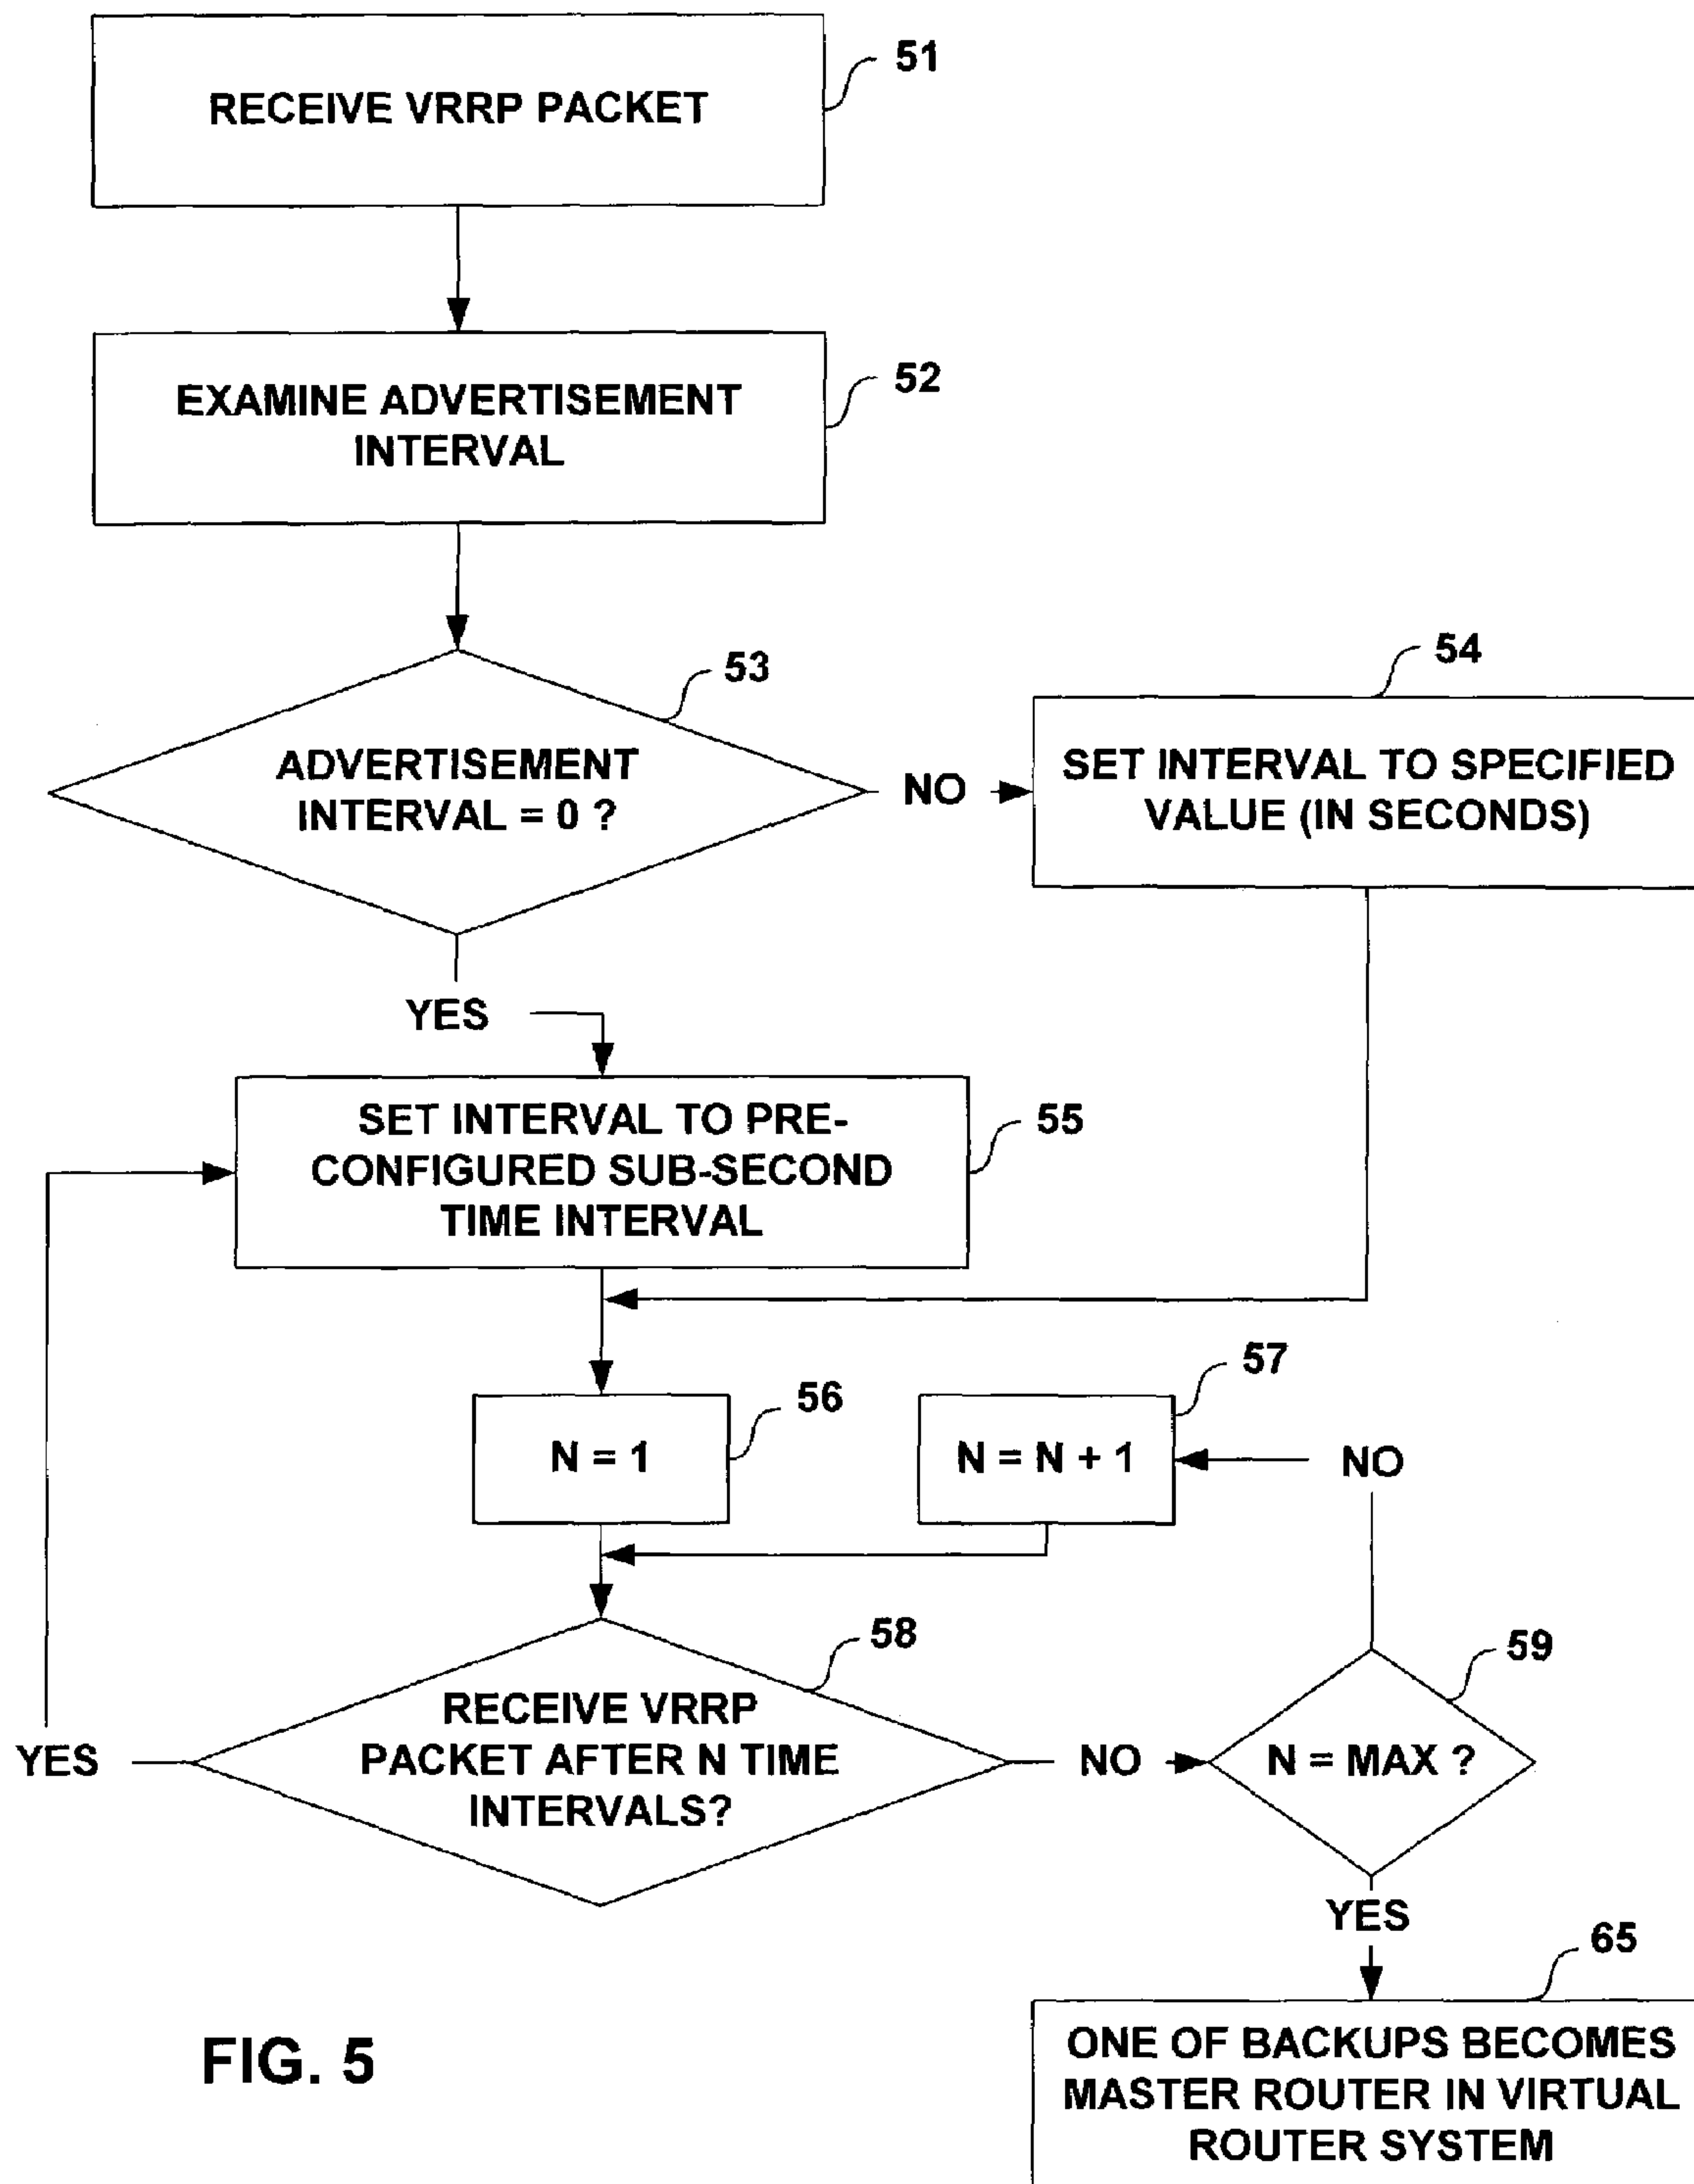 51
RECEIVE VRRP PACKET
52
EXAMINE ADVERTISEMENT
INTERVAL
53
ADVERTISEMENT
INTERVAL = 0 ?
NO
54
SET INTERVAL TO SPECIFIED
VALUE (IN SECONDS)
YES
55
SET INTERVAL TO PRE-
CONFIGURED SUB-SECOND
TIME INTERVAL
56
N = 1
57
N = N + 1
NO
58
RECEIVE VRRP
PACKET AFTER N TIME
INTERVALS?
YES
NO
59
N = MAX ?
YES
65
ONE OF BACKUPS BECOMES
MASTER ROUTER IN VIRTUAL
ROUTER SYSTEM
FIG. 5